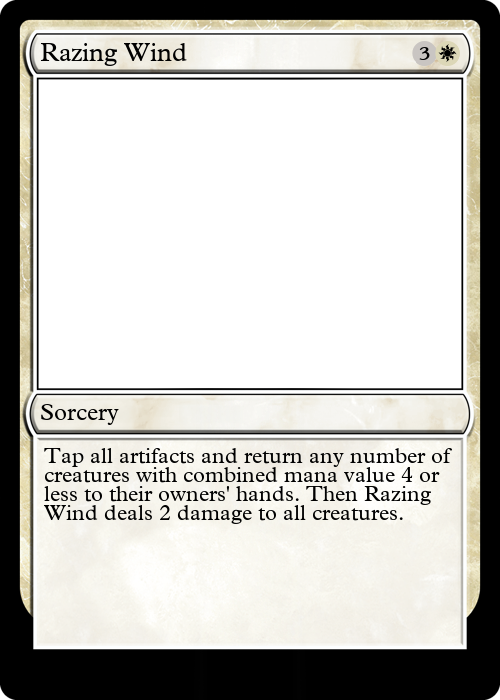 Razing Wind 3
Sorcery
Tap all artifacts and return any number of
creatures with combined mana value 4 or
less to their owners' hands. Then Razing
Wind deals 2 damage to all creatures.